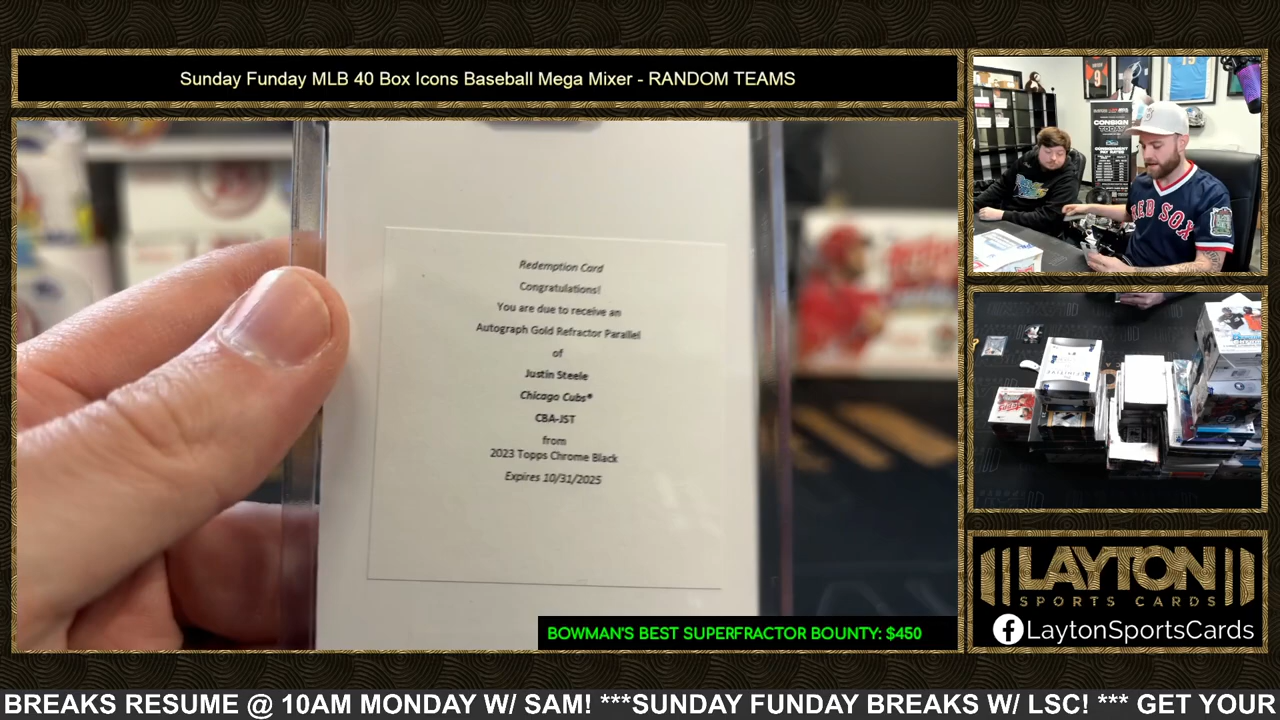 Sunday Funday MLB 40 Box Icons Baseball Mega Mixer - RANDOM TEAMS
Redemption Card
Congratulations!
You are due to receive an
Autograph Gold Refractor Parallel
of
Justin Steele
Chicago Cubs®
CBA-JST
from
2023 Topps Chrome Black
Expires 10/31/2025
BOWMAN'S BEST SUPERFRACTOR BOUNTY: $450
CONSIGN
TODAY
RED SOX
LAYTON
SPORTS CARDS
LaytonSportsCards
BREAKS RESUME @ 10AM MONDAY W/ SAM! ***SUNDAY FUNDAY BREAKS W/ LSC! *** GET YOUR